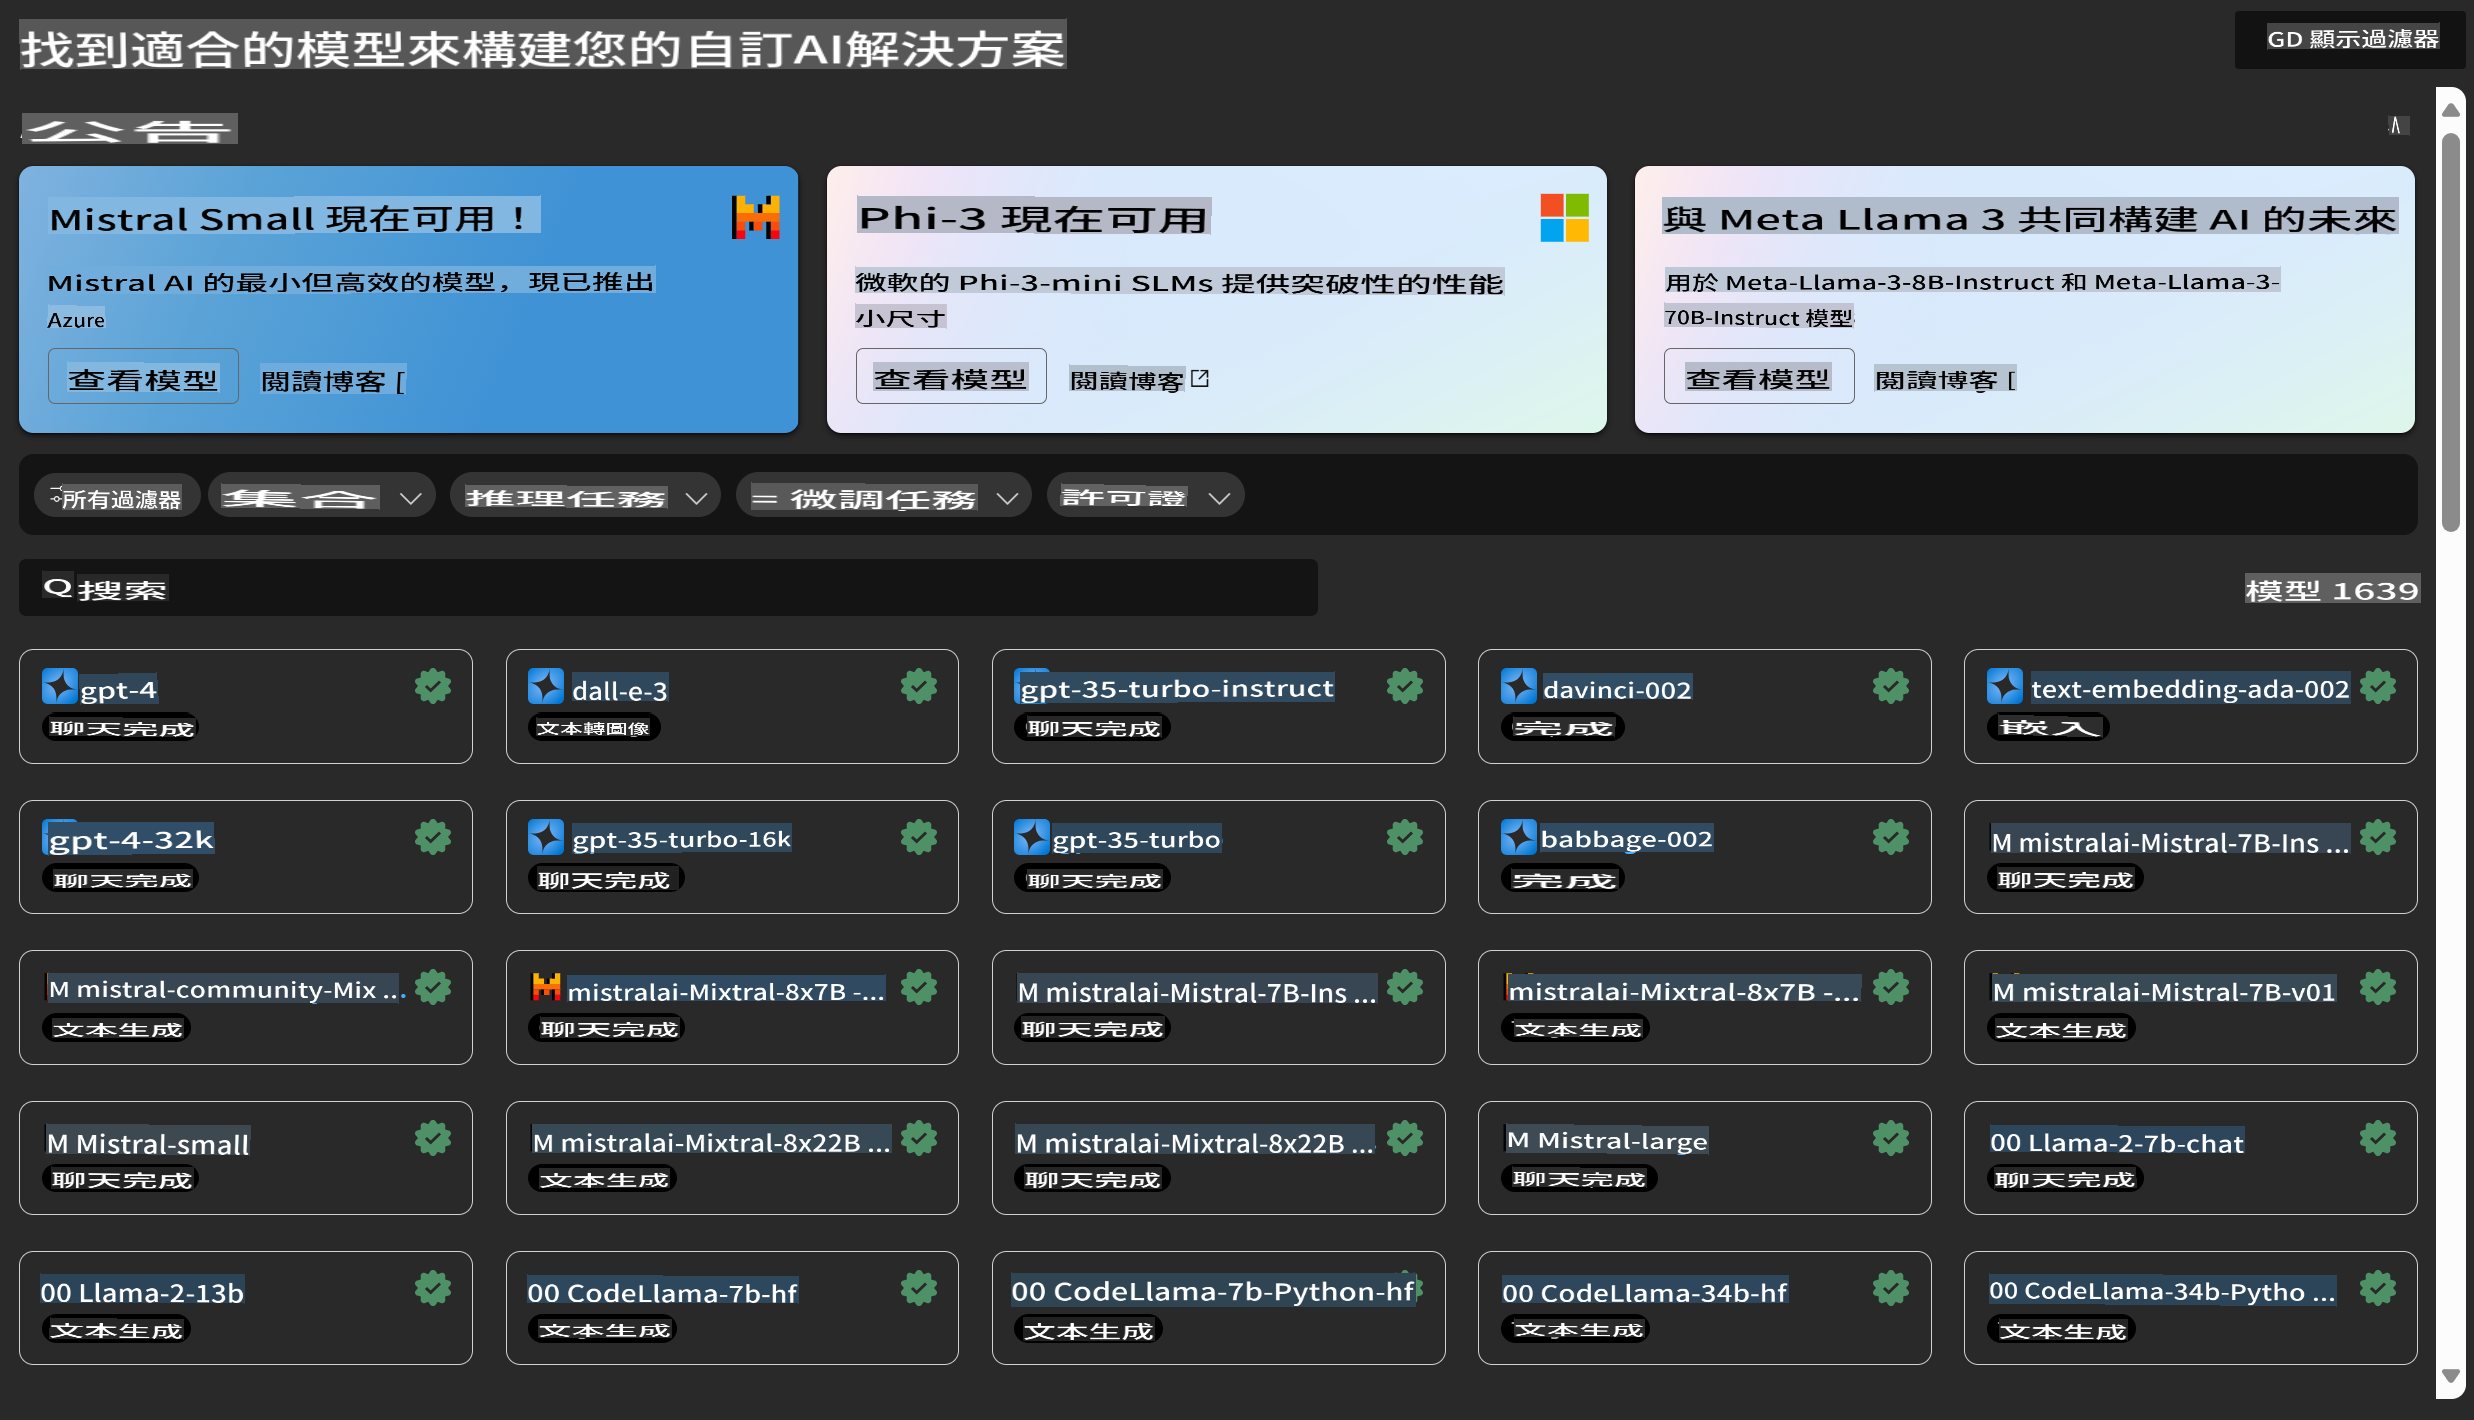 找到適合的模型來構建您的自訂AI解決方案
GD 顯示過濾器
公告
Mistral Small 現在可用！
Mistral AI 的最小但高效的模型，現已推出
Azure
查看模型
閱讀博客 [
Phi-3 現在可用
微軟的 Phi-3-mini SLMs 提供突破性的性能
小尺寸
查看模型
閱讀博客
與 Meta Llama 3 共同構建 AI 的未來
用於 Meta-Llama-3-8B-Instruct 和 Meta-Llama-3-
70B-Instruct 模型
查看模型
閱讀博客 [
所有過濾器
集合
推理任務
= 微調任務
許可證
Q 搜索
模型 1639
gpt-4
聊天完成
dall-e-3
文本轉圖像
gpt-35-turbo-instruct
聊天完成
davinci-002
完成
text-embedding-ada-002
嵌入
gpt-4-32k
聊天完成
gpt-35-turbo-16k
聊天完成
gpt-35-turbo
聊天完成
babbage-002
完成
M mistralai-Mistral-7B-Ins ...
聊天完成
M mistral-community-Mix ...
文本生成
mistralai-Mixtral-8x7B -...
聊天完成
M mistralai-Mistral-7B-Ins ...
聊天完成
mistralai-Mixtral-8x7B -...
文本生成
M mistralai-Mistral-7B-v01
文本生成
M Mistral-small
聊天完成
M mistralai-Mixtral-8x22B ...
文本生成
M mistralai-Mixtral-8x22B ...
聊天完成
M Mistral-large
聊天完成
00 Llama-2-7b-chat
聊天完成
00 Llama-2-13b
文本生成
00 CodeLlama-7b-hf
文本生成
00 CodeLlama-7b-Python-hf
文本生成
00 CodeLlama-34b-hf
文本生成
00 CodeLlama-34b-Pytho ...
文本生成